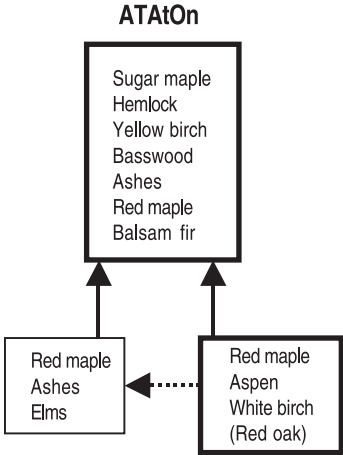 ATAtOn
Sugar maple
Hemlock
Yellow birch
Basswood
Ashes
Red maple
Balsam fir
Red maple
Ashes
Elms
Red maple
Aspen
White birch
(Red oak)